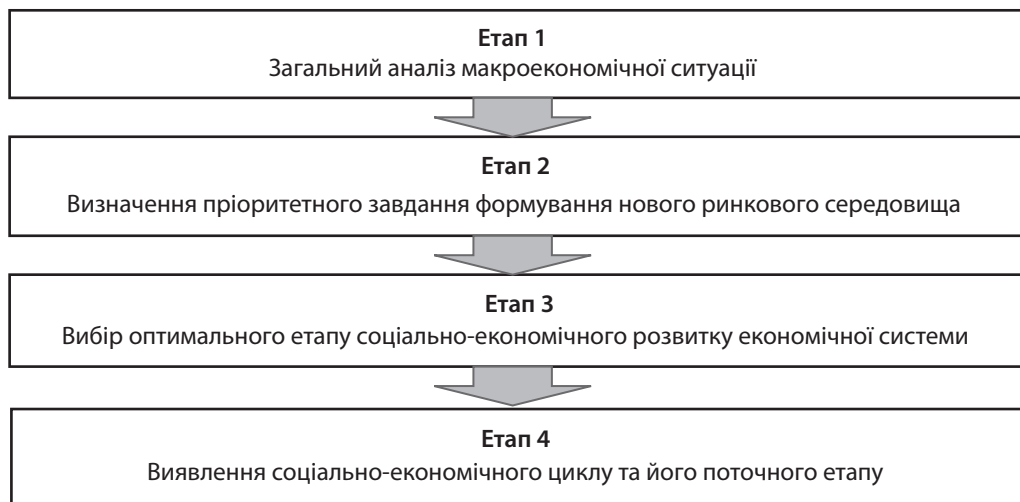 Етап 1
Загальний аналіз макроекономічної ситуації
Етап 2
Визначення пріоритетного завдання формування нового ринкового середовища
Етап 3
Вибір оптимального етапу соціально-економічного розвитку економічної системи
Етап 4
Виявлення соціально-економічного циклу та його поточного етапу